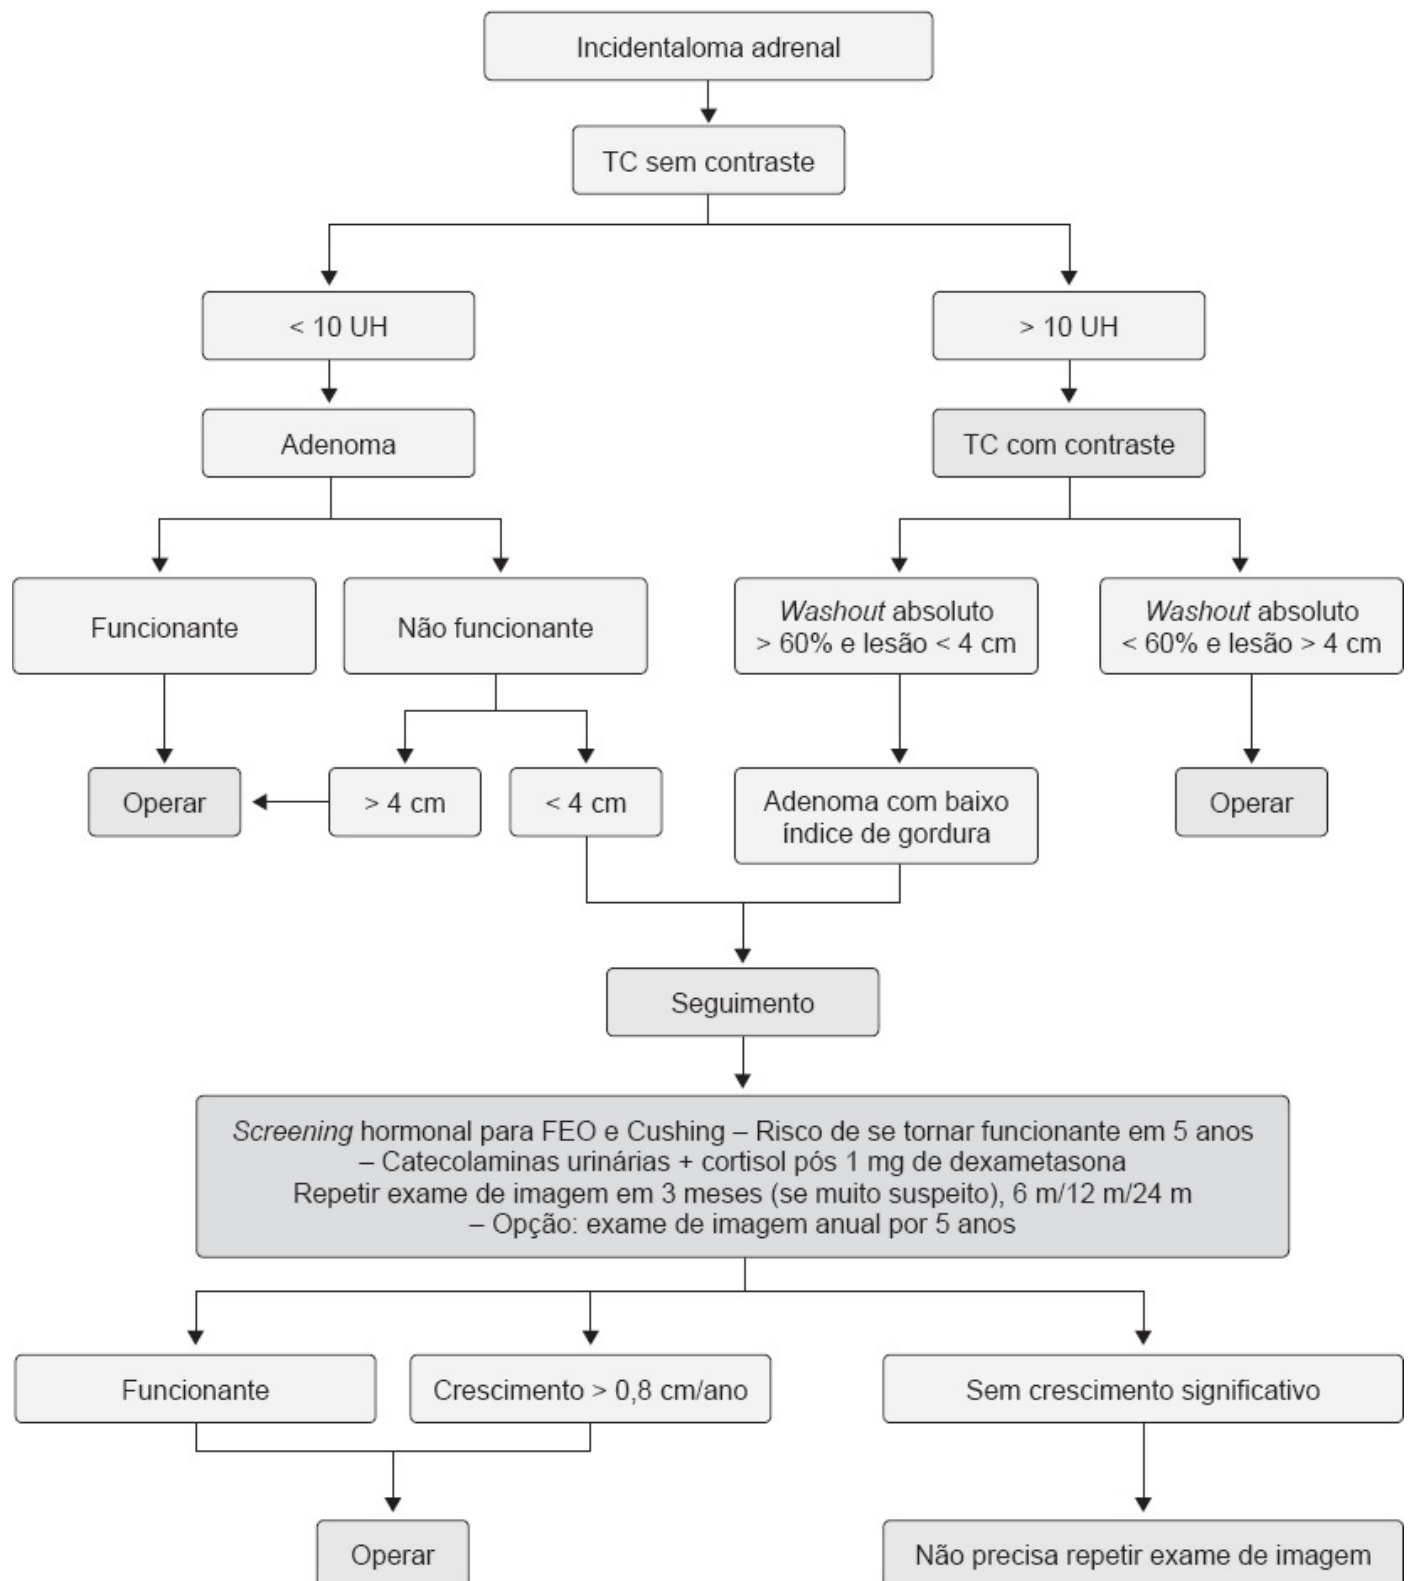 Incidentaloma adrenal
TC sem contraste
< 10 UH
> 10 UH
Adenoma
TC com contraste
Funcionante
Não funcionante
Washout absoluto
> 60% e lesão < 4 cm
Washout absoluto
< 60% e lesão > 4 cm
Operar
> 4 cm
< 4 cm
Adenoma com baixo
índice de gordura
Operar
Seguimento
Screening hormonal para FEO e Cushing – Risco de se tornar funcionante em 5 anos
– Catecolaminas urinárias + cortisol pós 1 mg de dexametasona
Repetir exame de imagem em 3 meses (se muito suspeito), 6 m/12 m/24 m
– Opção: exame de imagem anual por 5 anos
Funcionante
Crescimento > 0,8 cm/ano
Sem crescimento significativo
Operar
Não precisa repetir exame de imagem